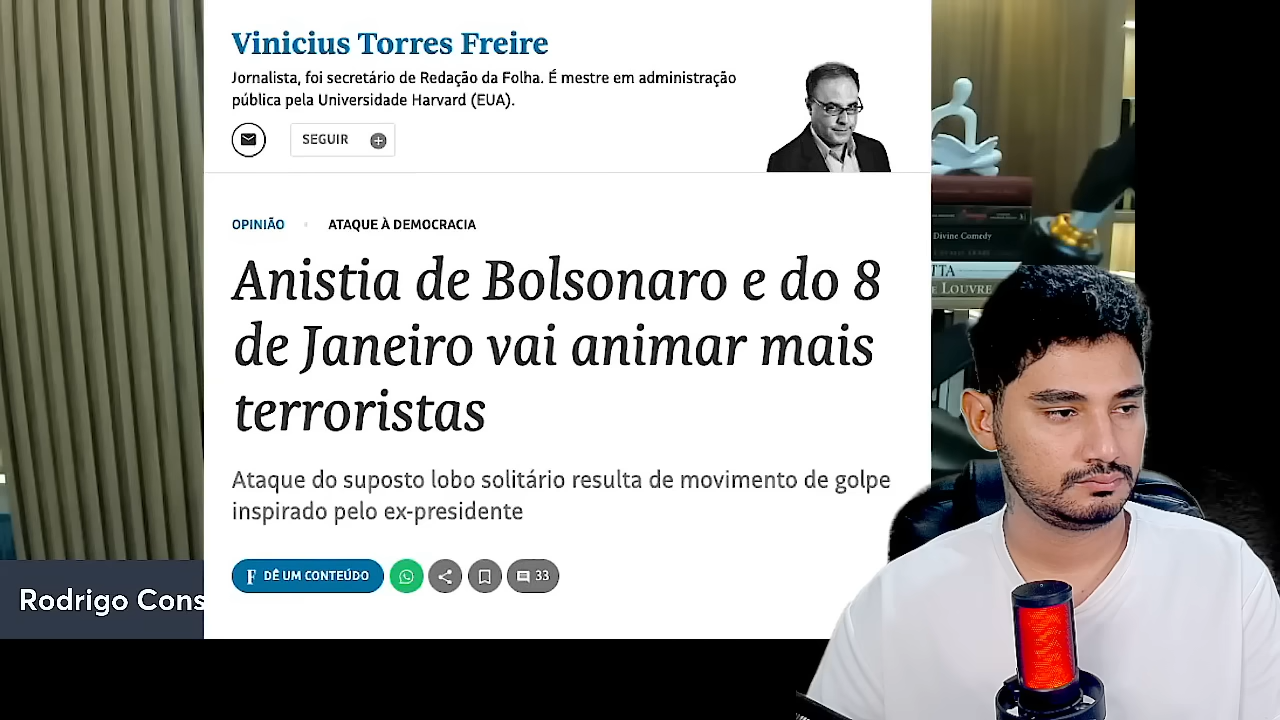 Vinicius Torres Freire
Jornalista, foi secretário de Redação da Folha. É mestre em administração
pública pela Universidade Harvard (EUA).
SEGUIR
OPINIÃO
ATAQUE À DEMOCRACIA
Anistia de Bolsonaro e do 8
de Janeiro vai animar mais
terroristas
Ataque do suposto lobo solitário resulta de movimento de golpe
inspirado pelo ex-presidente
F DÊ UM CONTEÚDO
33
Rodrigo Cons
Divine Comedy
LOUVRE